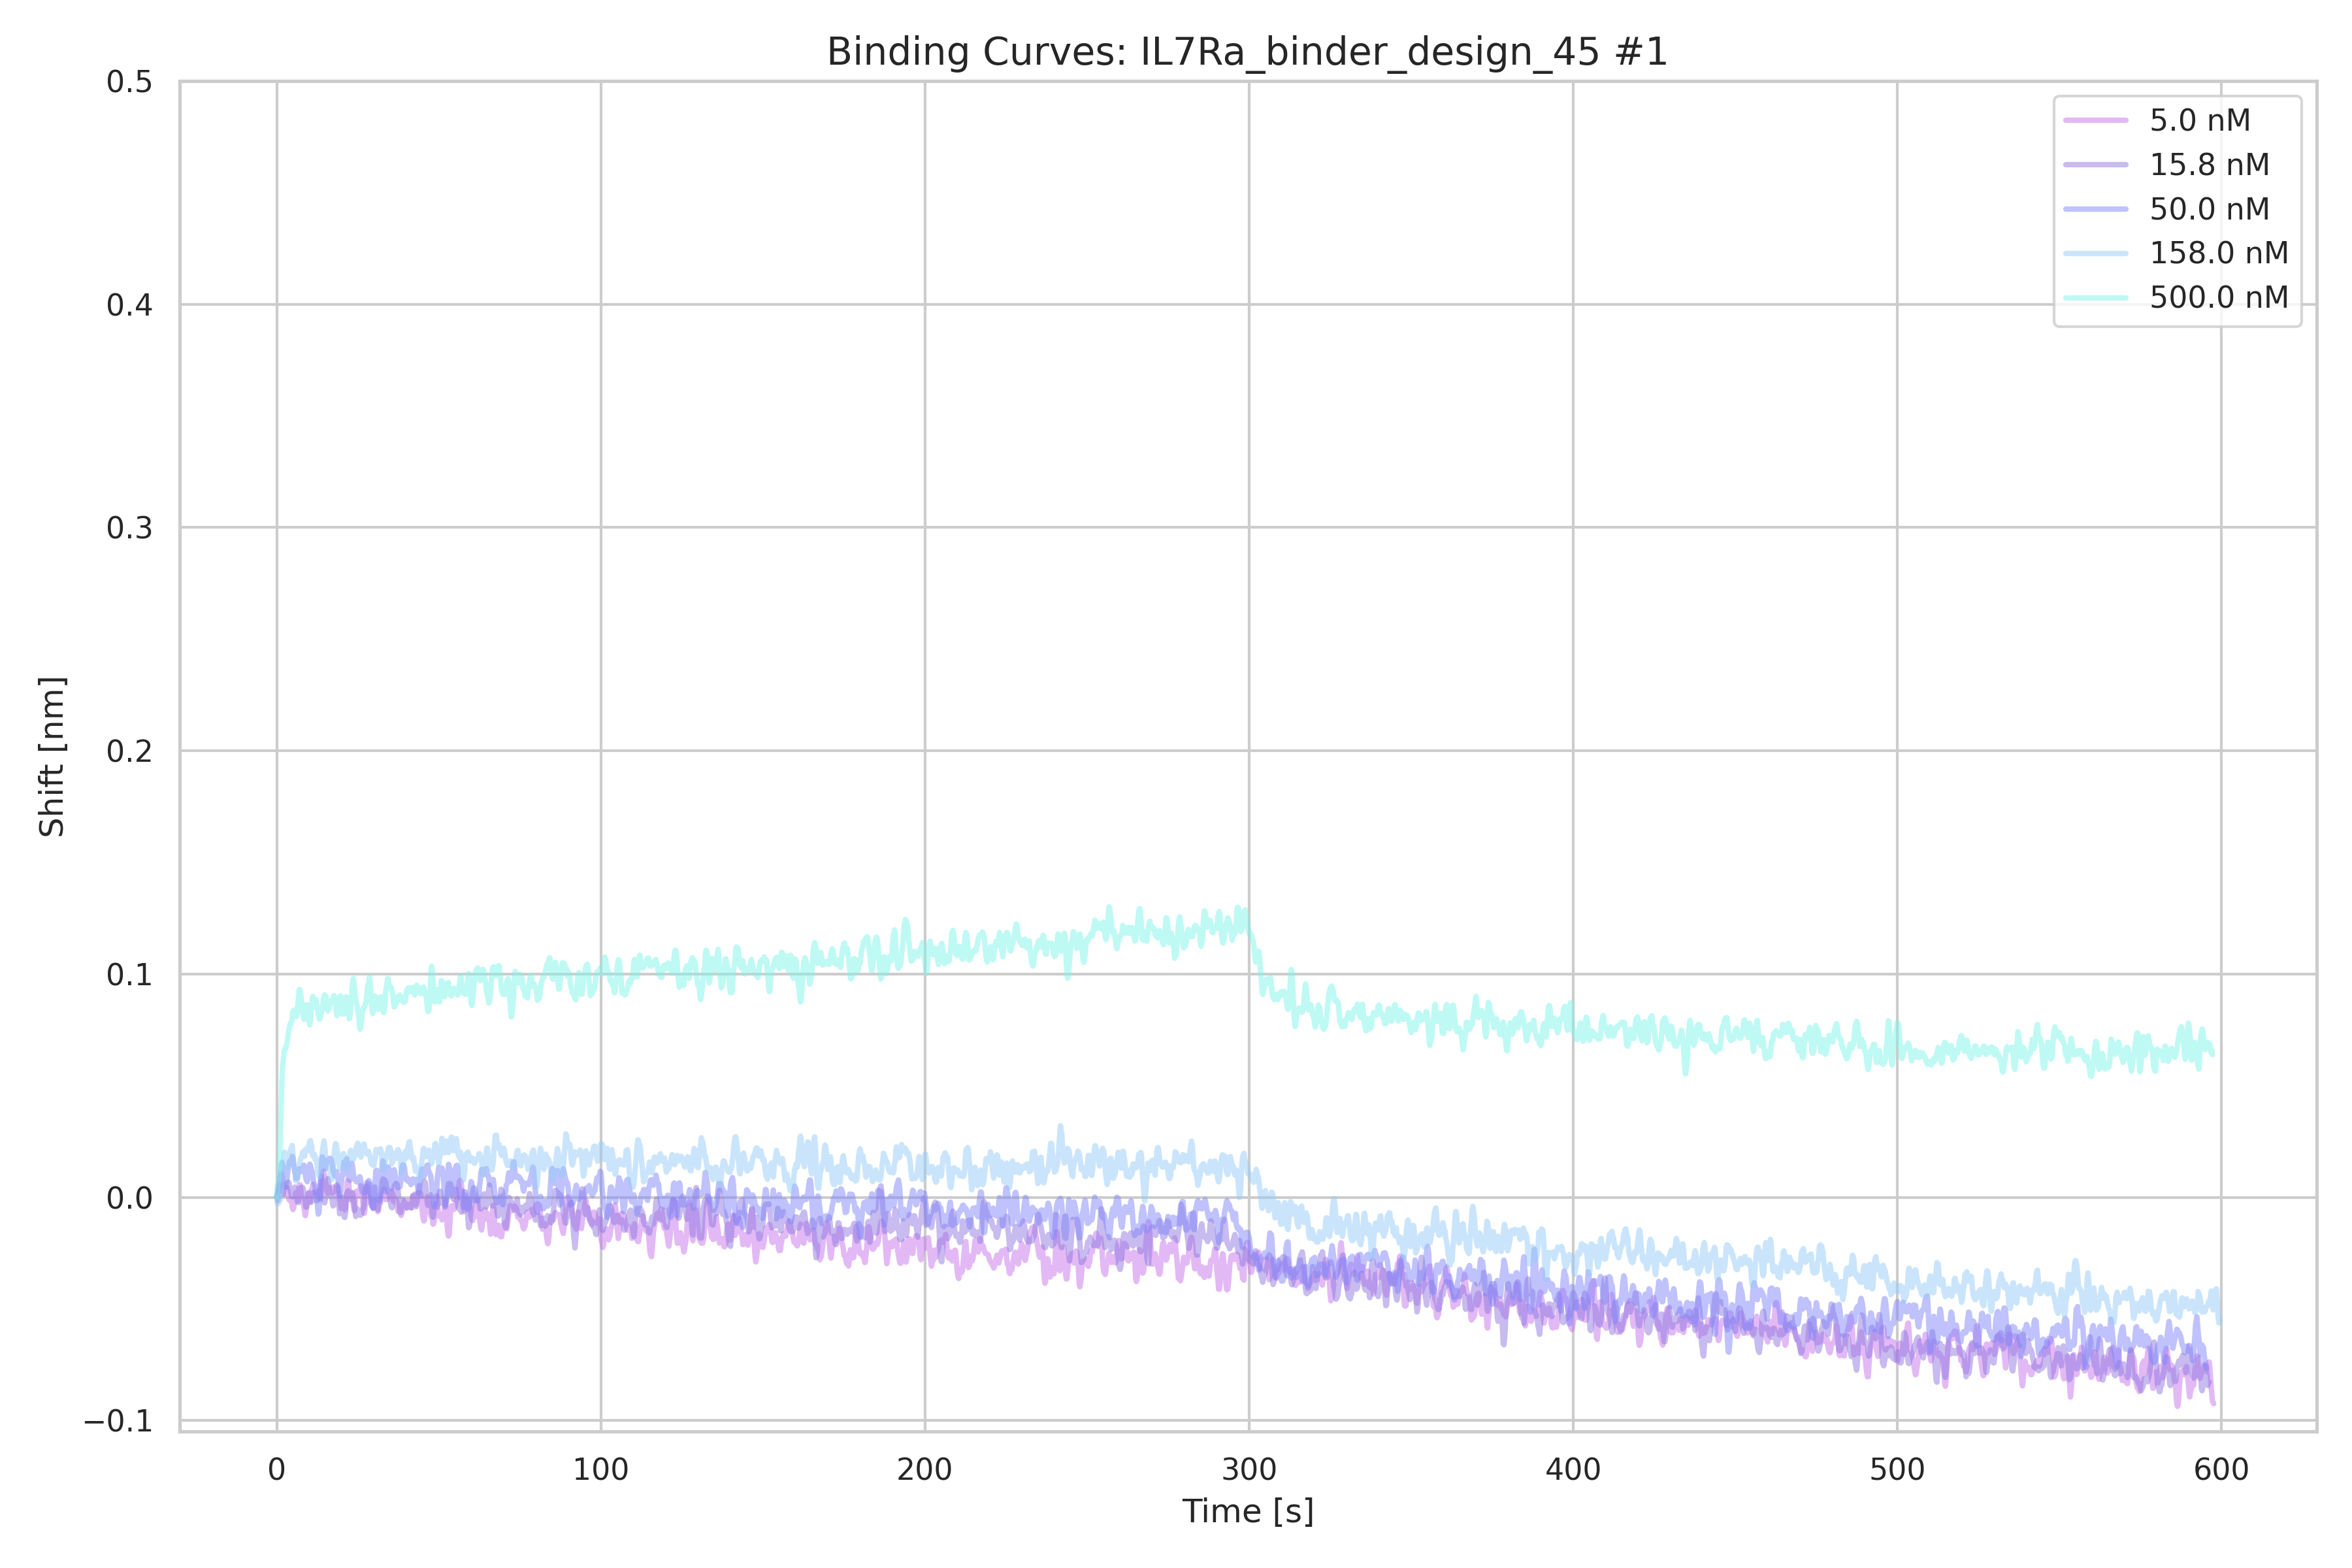 Binding Curves: IL7Ra_binder_design_45 #1
0.5
0.4
0.3
0.2
0.1
0.0
−0.1
Shift [nm]
5.0 nM
15.8 nM
50.0 nM
158.0 nM
500.0 nM
0 100 200 300 400 500 600
Time [s]